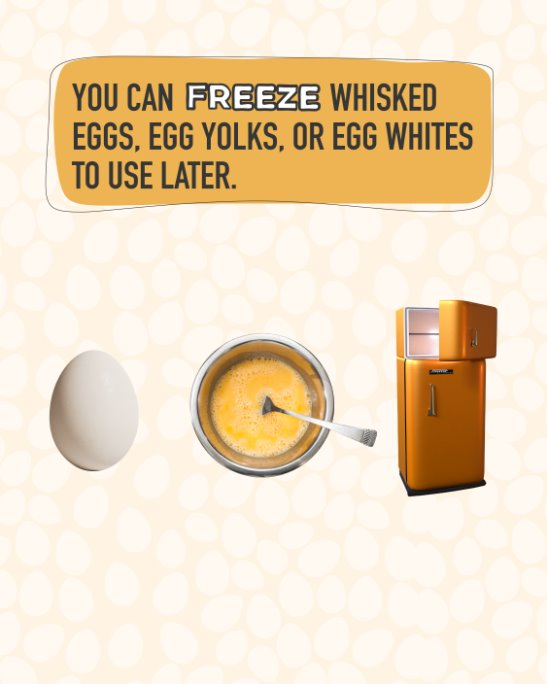 YOU CAN FREEZE WHISKED
EGGS, EGG YOLKS, OR EGG WHITES
TO USE LATER.